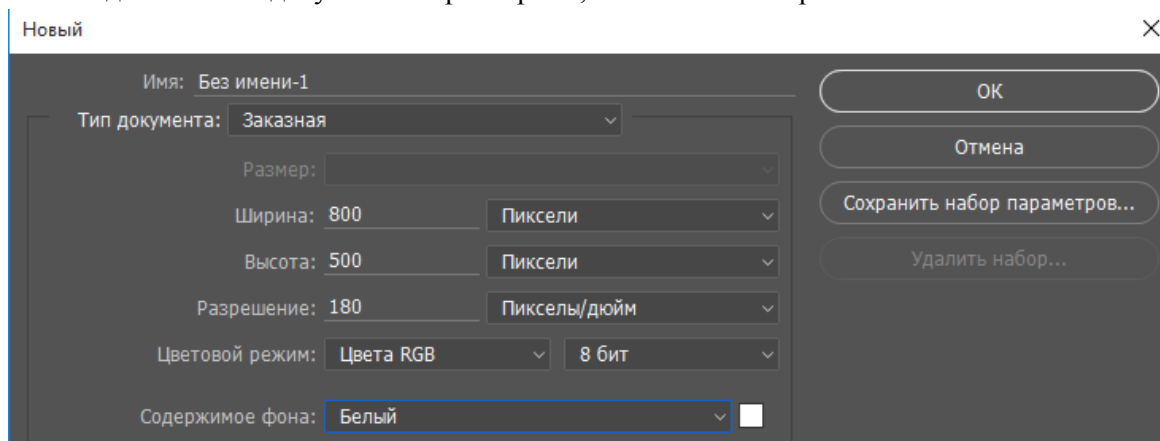 Новый
Имя: Без имени-1
Тип документа: Заказная
Размер:
Ширина: 800 Пиксели
Высота: 500 Пиксели
Разрешение: 180 Пикселы/дюйм
Цветовой режим: Цвета RGB 8 бит
Содержимое фона: Белый
OK
Отмена
Сохранить набор параметров...
Удалить набор...